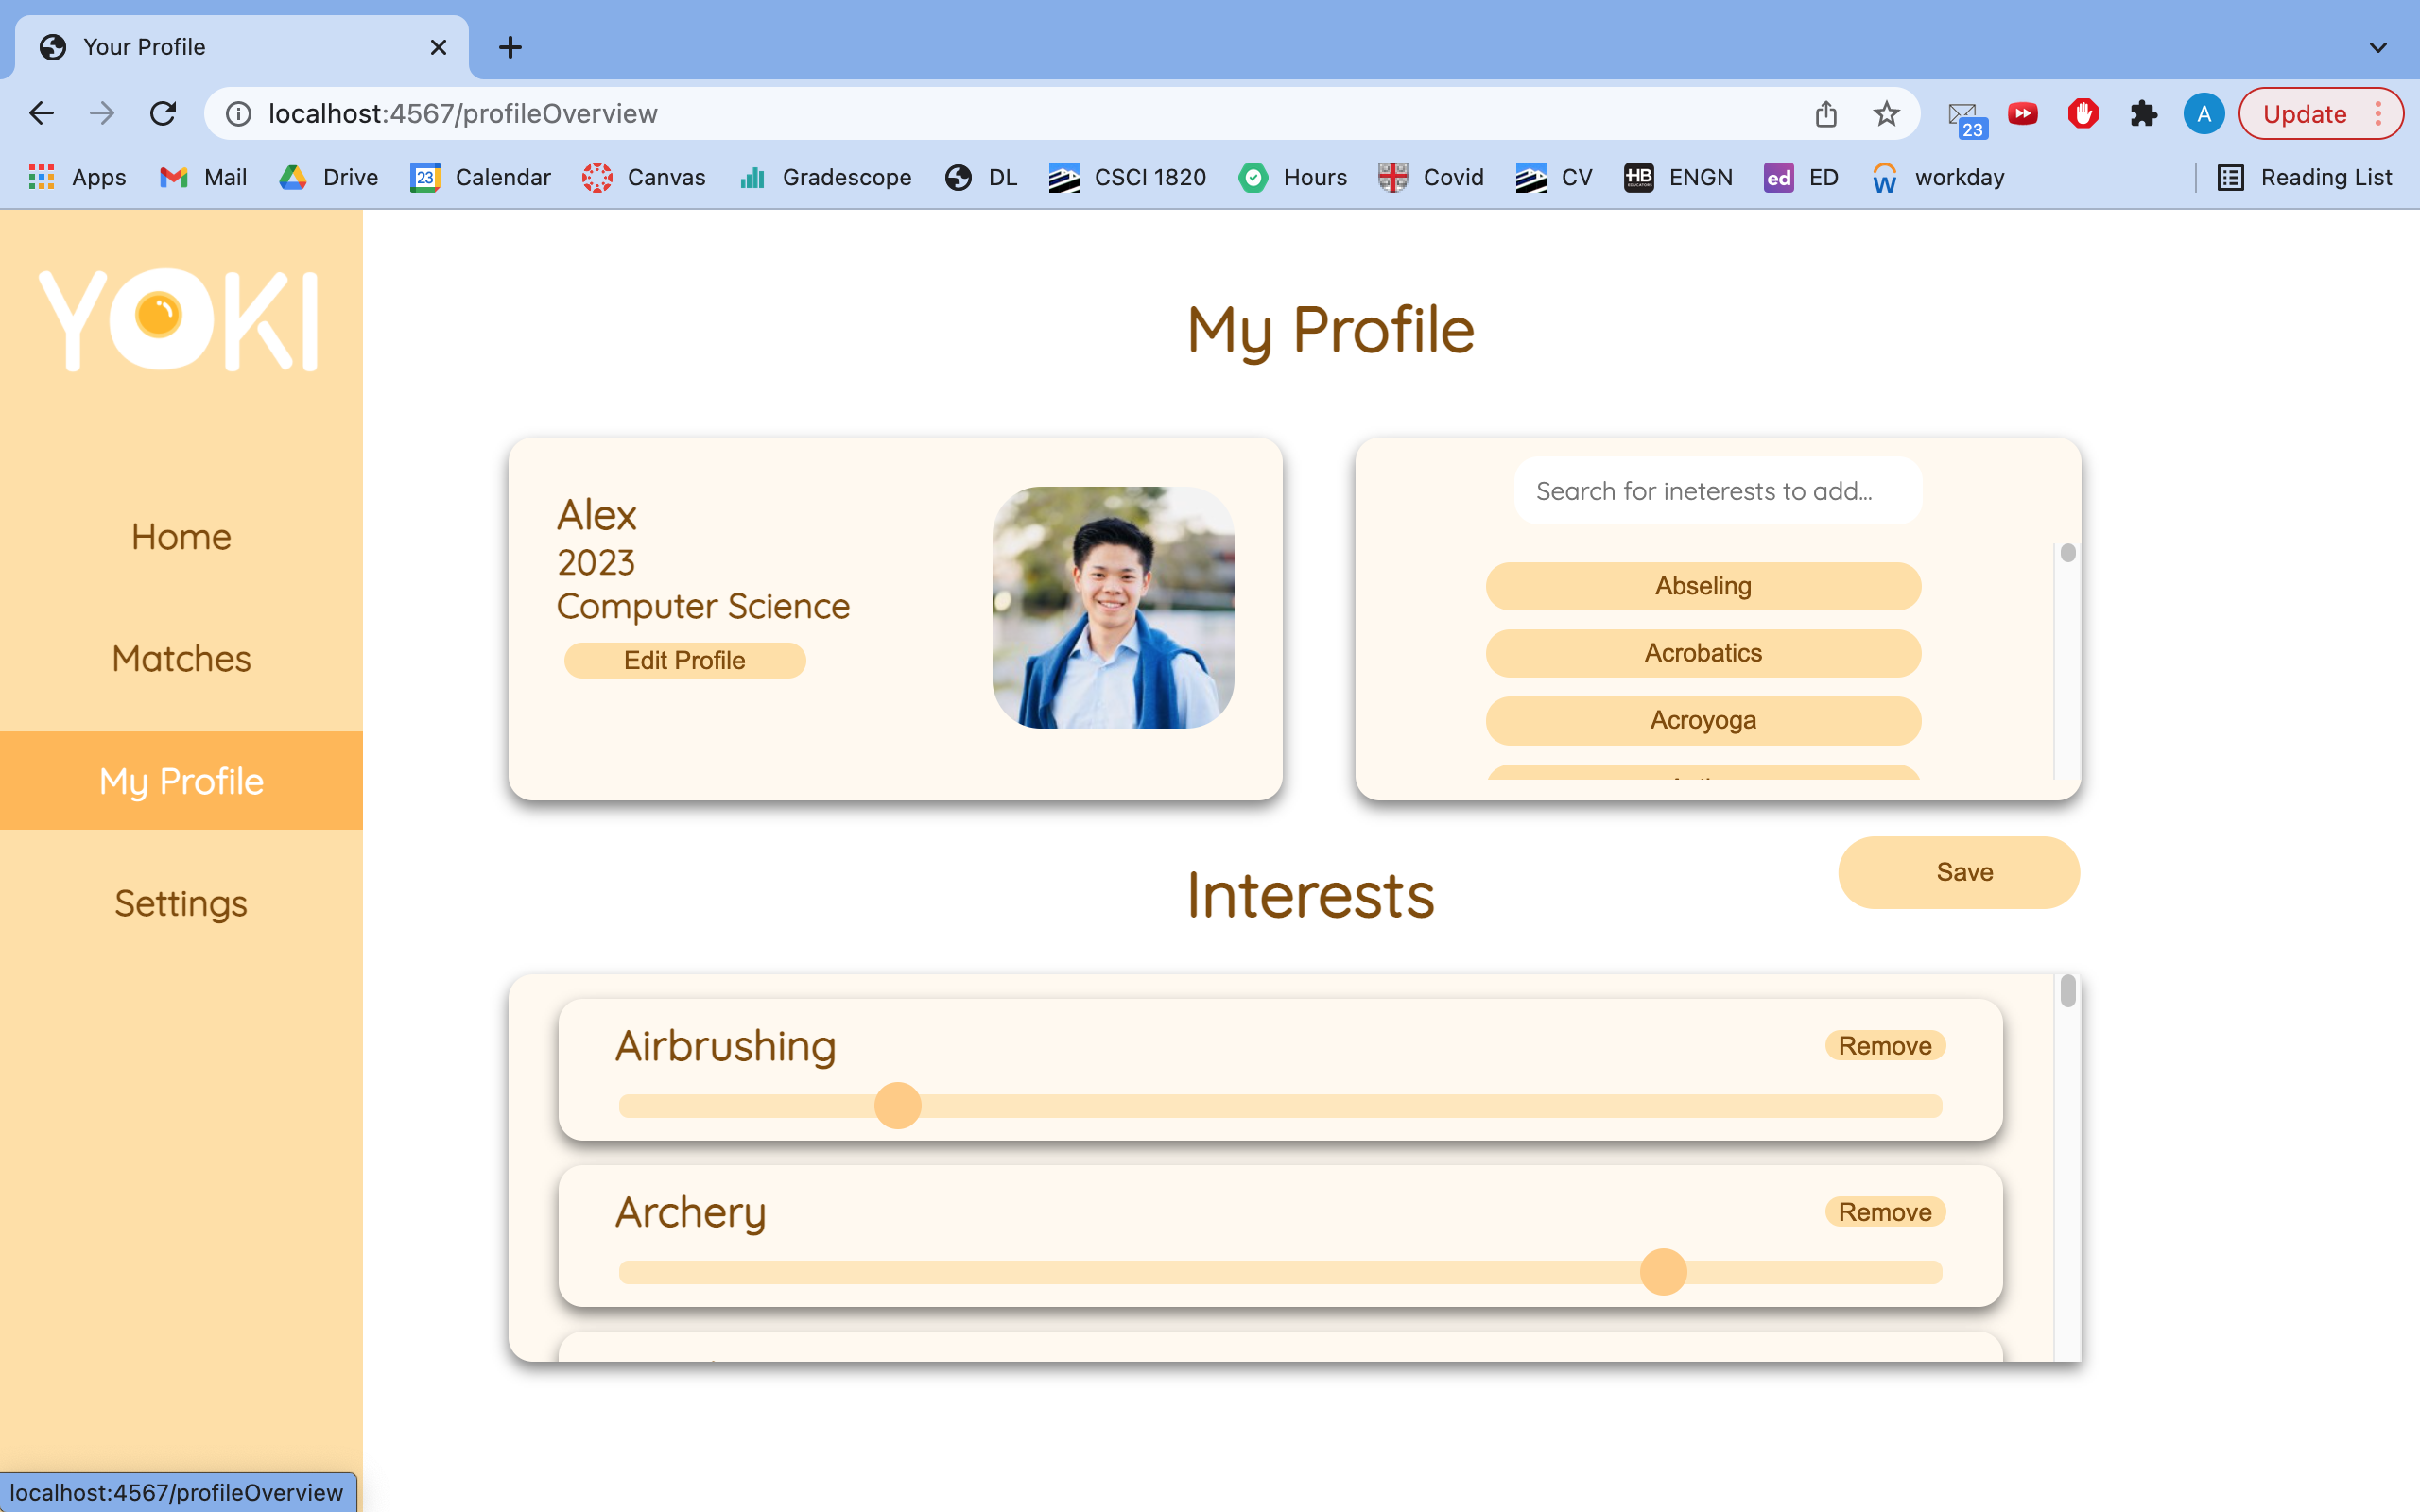 Your Profile
localhost:4567/profileOverview
23
A
Update
Apps
Mail
Drive
23
Calendar
Canvas
Gradescope
DL
CSCI 1820
Hours
Covid
CV
HB
ENGN
ed
ED
W
workday
Reading List
YOKI
Home
Matches
My Profile
Settings
My Profile
Alex
2023
Computer Science
Edit Profile
Search for ineterests to add...
Abseling
Acrobatics
Acroyoga
Interests
Save
Airbrushing
Remove
Archery
Remove
localhost:4567/profileOverview